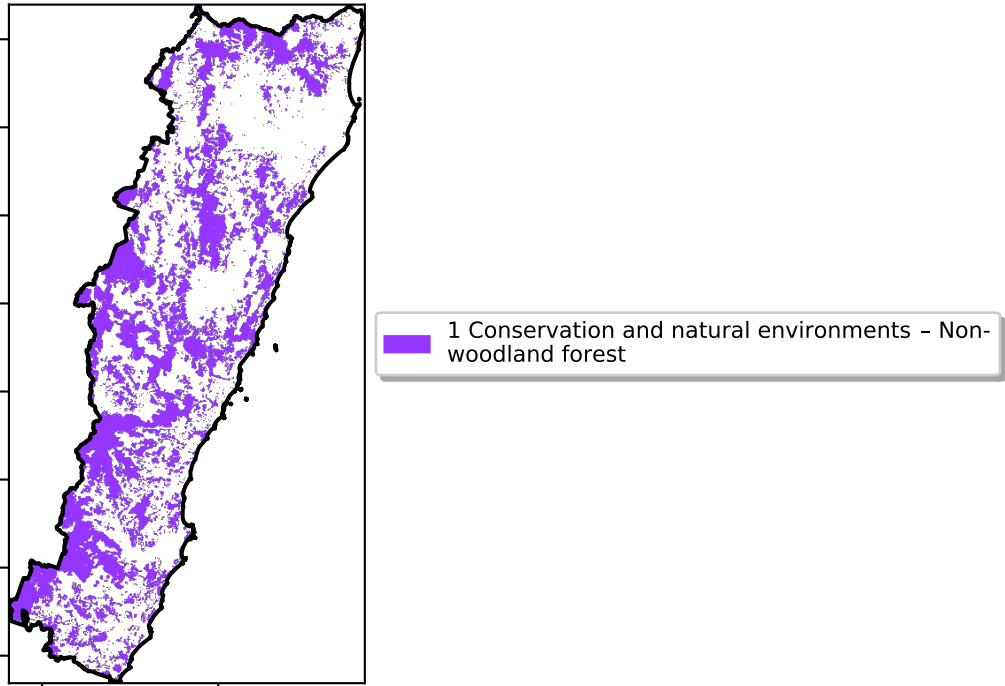 1 Conservation and natural environments – Non-
woodland forest